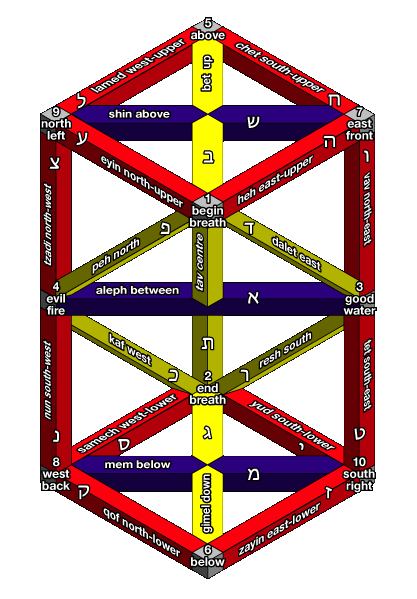 5
above
lamed west-upper
ל
bet up
chet south-upper
ח
9
north
left
shin above
ש
7
east
front
ע
eyin north-upper
ב
ה
heh east-upper
צ
tzadi north-west
ו
vav north-east
1
begin
breath
פ
peh north
tav centre
ד
dalet east
4
evil
fire
aleph between
א
3
good
water
kaf west
כ
ת
resh south
ר
nun south-west
נ
tet south-east
ט
2
end
breath
samech west-lower
ס
ג
yud south-lower
י
8
west
back
mem below
מ
10
south
right
ק
qof north-lower
gimel down
ז
zayin east-lower
6
below